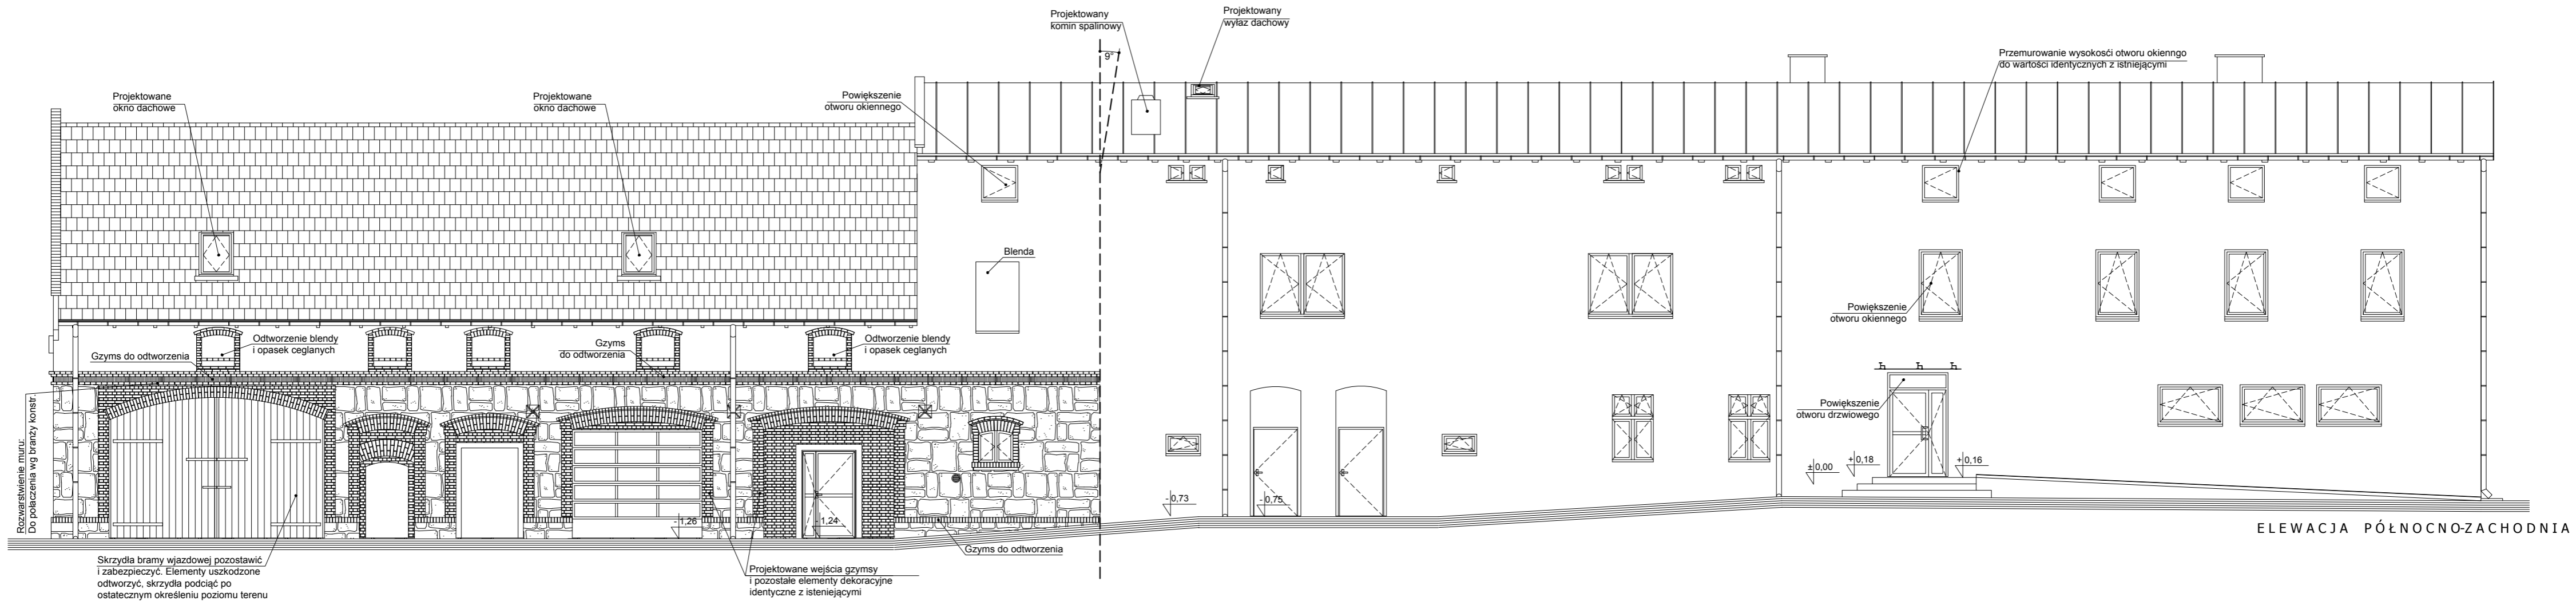 Projektowany
komin spalinowy
Projektowany
wyłaz dachowy
9°
Przemurowanie wysokośći otworu okienngo
do wartości identycznych z istniejącymi
Projektowane
okno dachowe
Projektowane
okno dachowe
Powiększenie
otworu okiennego
Blenda
Powiększenie
otworu okiennego
Odtworzenie blendy
i opasek ceglanych
Gzyms
do odtworzenia
Odtworzenie blendy
i opasek ceglanych
Gzyms do odtworzenia
Powiększenie
otworu drzwiowego
Rozwarstwienie muru:
Do połaczenia wg branży konstr.
± 0,00
+ 0,18
+ 0,16
- 0,73
- 0,75
- 1,26
- 1,24
ELEWACJA PÓŁNOCNO-ZACHODNIA
Gzyms do odtworzenia
Skrzydła bramy wjazdowej pozostawić
i zabezpieczyć. Elementy uszkodzone
odtworzyć, skrzydła podciąć po
ostatecznym określeniu poziomu terenu
Projektowane wejścia gzymsy
i pozostałe elementy dekoracyjne
identyczne z isteniejącymi